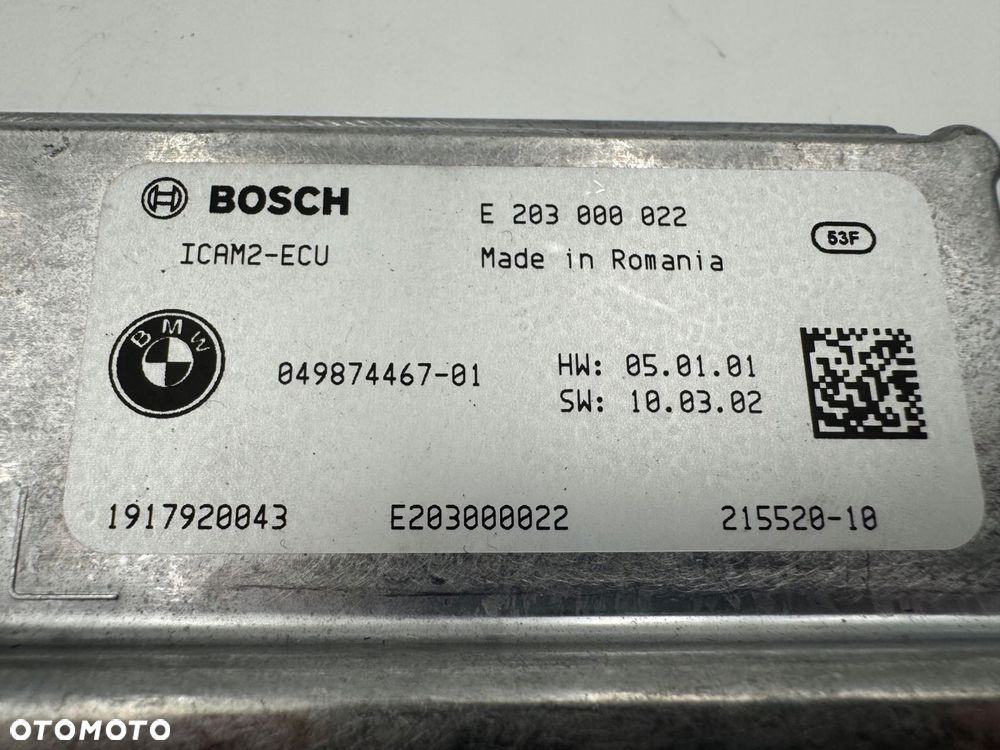 BOSCH
E 203 000 022
53F
ICAM2-ECU
Made in Romania
BMW
049874467-01
HW: 05.01.01
SW: 10.03.02
1917920043
E203000022
215520-10
OTOMOTO